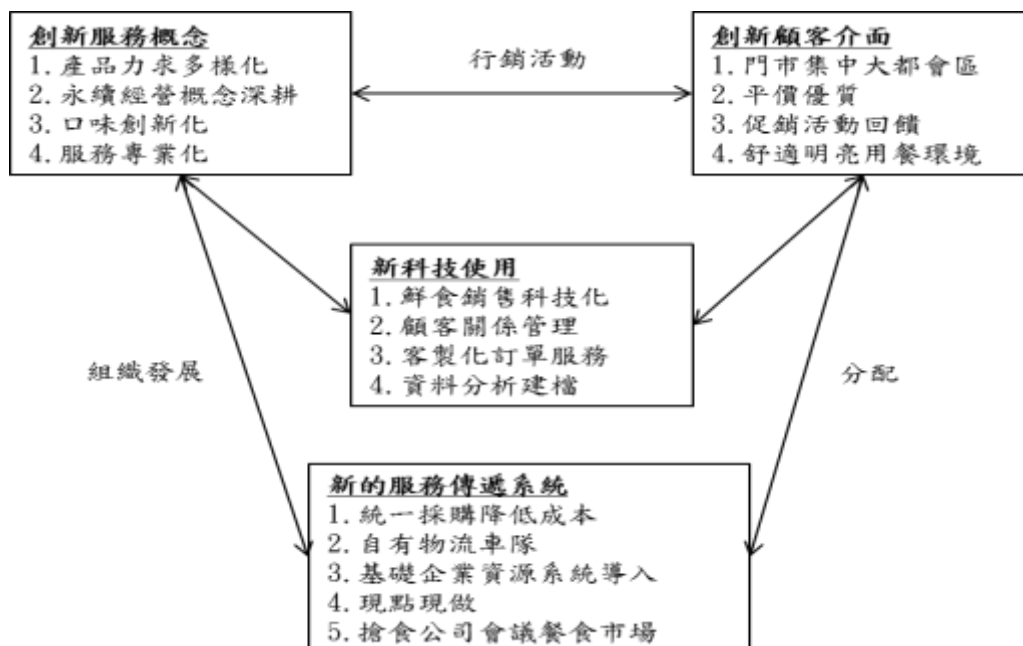 創新服務概念
1. 產品力求多樣化
2. 永續經營概念深耕
3. 口味創新化
4. 服務專業化
行銷活動
創新顧客介面
1. 門市集中大都會區
2. 平價優質
3. 促銷活動回饋
4. 舒適明亮用餐環境
新科技使用
1. 鮮食銷售科技化
2. 顧客關係管理
3. 客製化訂單服務
4. 資料分析建檔
組織發展
分配
新的服務傳遞系統
1. 統一採購降低成本
2. 自有物流車隊
3. 基礎企業資源系統導入
4. 現點現做
5. 搶食公司會議餐食市場